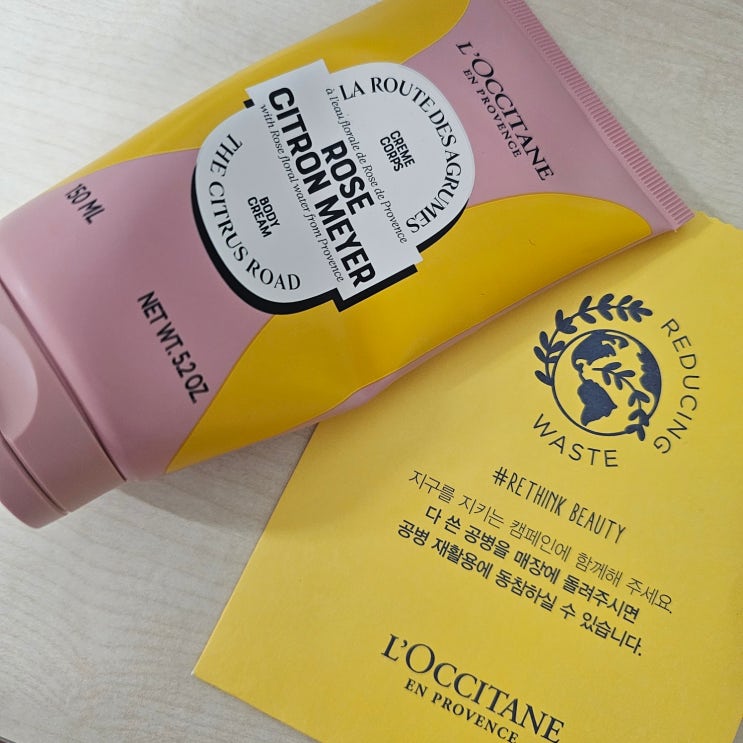 L'OCCITANE
EN PROVENCE
LA ROUTE DES AGRUMES
CREME
CORPS
à l'eau florale de Rose de Provence
ROSE
CITRON MEYER
with Rose floral water from Provence
BODY
CREAM
THE CITRUS ROAD
150 ML
NET WT. 5.2 OZ.
REDUCING
WASTE
#RETHINK BEAUTY
지구를 지키는 캠페인에 함께해 주세요.
다 쓴 공병을 매장에 돌려주시면
공병 재활용에 동참하실 수 있습니다.
L'OCCITANE
EN PROVENCE